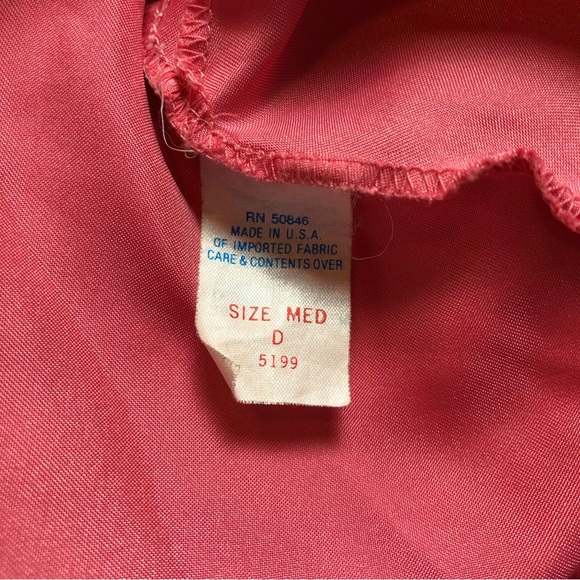 RN 50846
MADE IN U.S.A.
OF IMPORTED FABRIC
CARE & CONTENTS OVER
SIZE MED
D
5199